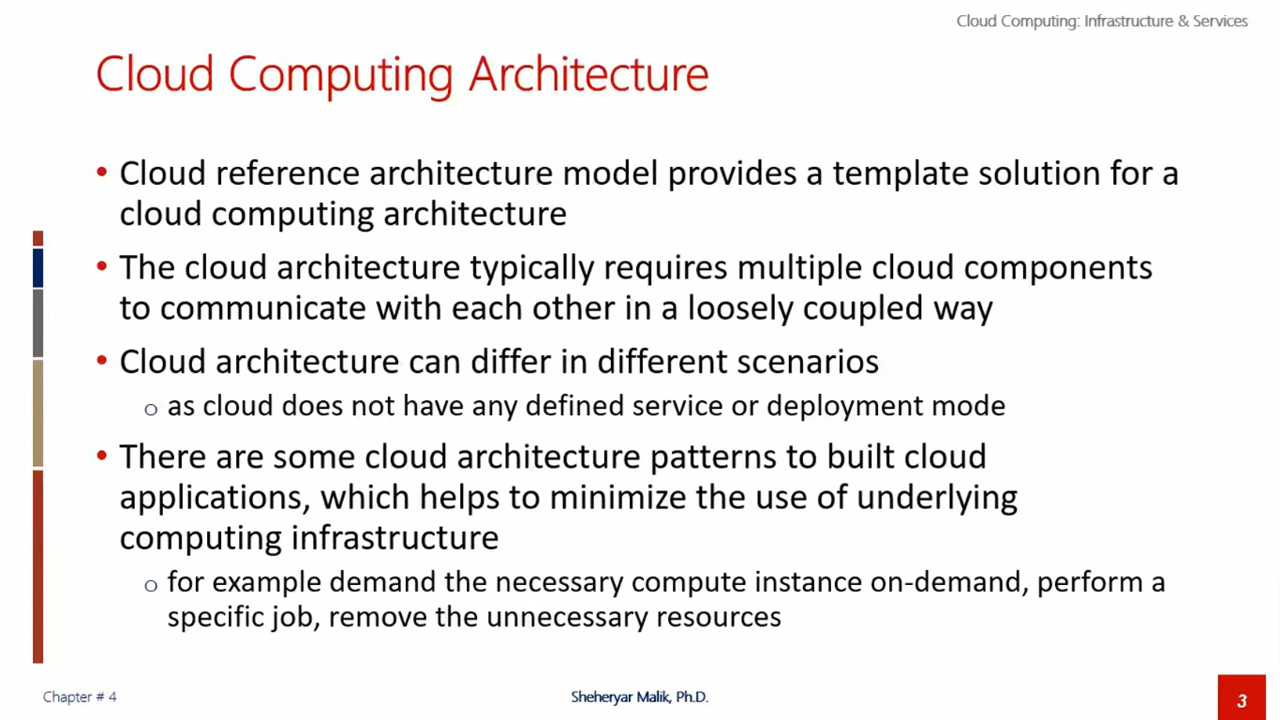 Cloud Computing: Infrastructure & Services
Cloud Computing Architecture
• Cloud reference architecture model provides a template solution for a
cloud computing architecture
• The cloud architecture typically requires multiple cloud components
to communicate with each other in a loosely coupled way
• Cloud architecture can differ in different scenarios
o as cloud does not have any defined service or deployment mode
• There are some cloud architecture patterns to built cloud
applications, which helps to minimize the use of underlying
computing infrastructure
o for example demand the necessary compute instance on-demand, perform a
specific job, remove the unnecessary resources
Chapter # 4
Sheheryar Malik, Ph.D.
3